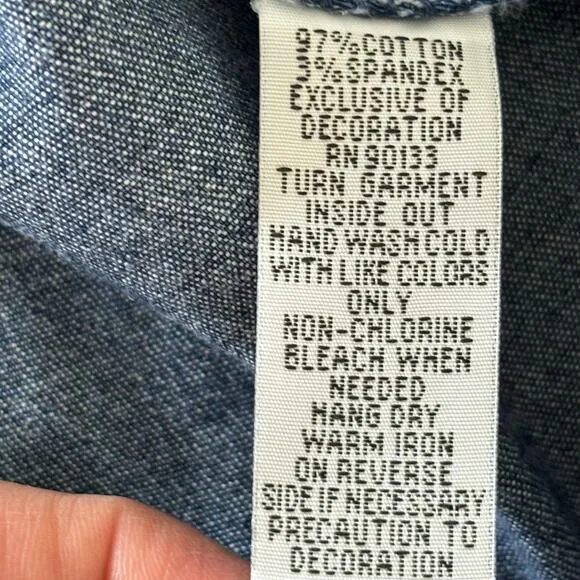 97%COTTON
3%SPANDEX
EXCLUSIVE OF
DECORATION
RN 90133
TURN GARMENT
INSIDE OUT
HAND WASH COLD
WITH LIKE COLORS
ONLY
NON-CHLORINE
BLEACH WHEN
NEEDED
HANG DRY
WARM IRON
ON REVERSE
SIDE IF NECESSARY
PRECAUTION TO
DECORATION